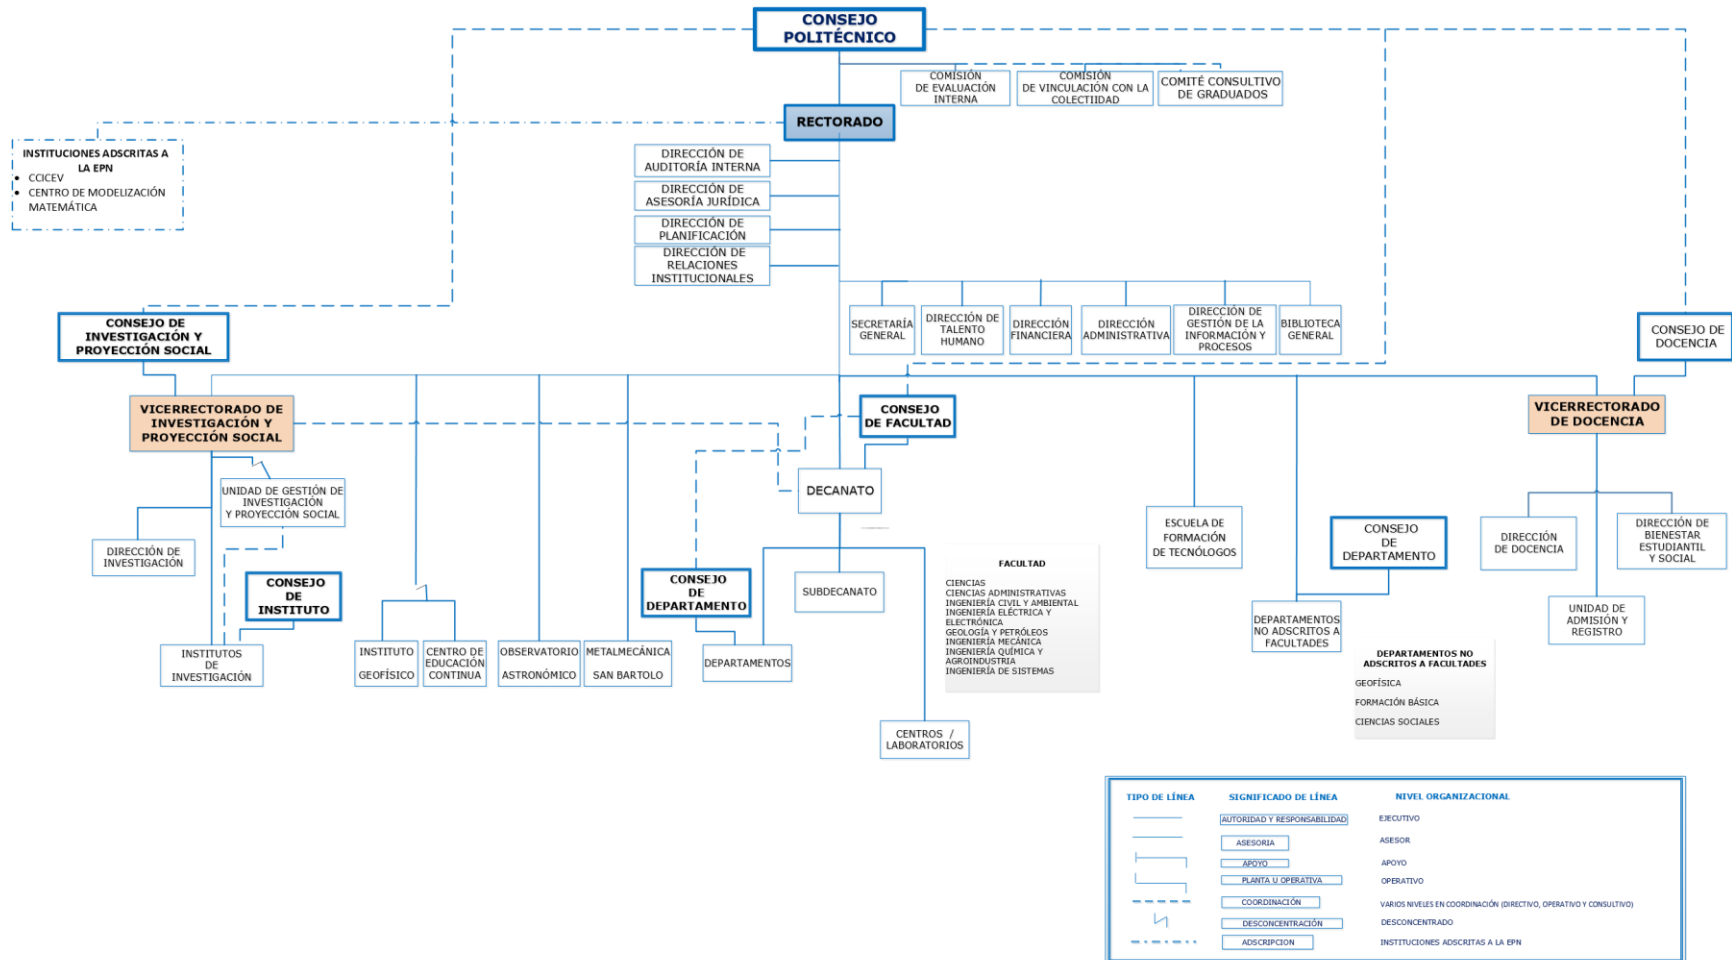 CONSEJO
POLITÉCNICO
COMISIÓN
DE EVALUACIÓN
INTERNA
COMISIÓN
DE VINCULACIÓN CON LA
COLECTIIDAD
COMITÉ CONSULTIVO
DE GRADUADOS
RECTORADO
INSTITUCIONES ADSCRITAS A
LA EPN
• CCICEV
• CENTRO DE MODELIZACIÓN
MATEMÁTICA
DIRECCIÓN DE
AUDITORÍA INTERNA
DIRECCIÓN DE
ASESORÍA JURÍDICA
DIRECCIÓN DE
PLANIFICACIÓN
DIRECCIÓN DE
RELACIONES
INSTITUCIONALES
SECRETARÍA
GENERAL
DIRECCIÓN DE
TALENTO
HUMANO
DIRECCIÓN
FINANCIERA
DIRECCIÓN
ADMINISTRATIVA
DIRECCIÓN DE
GESTIÓN DE LA
INFORMACIÓN Y
PROCESOS
BIBLIOTECA
GENERAL
CONSEJO DE
INVESTIGACIÓN Y
PROYECCIÓN SOCIAL
CONSEJO DE
DOCENCIA
VICERRECTORADO DE
INVESTIGACIÓN Y
PROYECCIÓN SOCIAL
CONSEJO
DE FACULTAD
VICERRECTORADO
DE DOCENCIA
UNIDAD DE GESTIÓN DE
INVESTIGACIÓN
Y PROYECCIÓN SOCIAL
DECANATO
DIRECCIÓN DE
INVESTIGACIÓN
CONSEJO
DE
INSTITUTO
INSTITUTOS
DE
INVESTIGACIÓN
INSTITUTO
GEOFÍSICO
CENTRO DE
EDUCACIÓN
CONTINUA
OBSERVATORIO
ASTRONÓMICO
METALMECÁNICA
SAN BARTOLO
CONSEJO
DE
DEPARTAMENTO
DEPARTAMENTOS
SUBDECANATO
CENTROS /
LABORATORIOS
FACULTAD
CIENCIAS
CIENCIAS ADMINISTRATIVAS
INGENIERÍA CIVIL Y AMBIENTAL
INGENIERÍA ELÉCTRICA Y
ELECTRÓNICA
GEOLOGÍA Y PETRÓLEOS
INGENIERÍA MECÁNICA
INGENIERÍA QUÍMICA Y
AGROINDUSTRIA
INGENIERÍA DE SISTEMAS
ESCUELA DE
FORMACIÓN
DE TECNÓLOGOS
CONSEJO
DE
DEPARTAMENTO
DEPARTAMENTOS
NO ADSCRITOS A
FACULTADES
DEPARTAMENTOS NO
ADSCRITOS A FACULTADES
GEOFÍSICA
FORMACIÓN BÁSICA
CIENCIAS SOCIALES
DIRECCIÓN
DE DOCENCIA
DIRECCIÓN DE
BIENESTAR
ESTUDIANTIL
Y SOCIAL
UNIDAD DE
ADMISIÓN Y
REGISTRO
TIPO DE LÍNEA SIGNIFICADO DE LÍNEA NIVEL ORGANIZACIONAL
AUTORIDAD Y RESPONSABILIDAD EJECUTIVO
ASESORIA ASESOR
APOYO APOYO
PLANTA U OPERATIVA OPERATIVO
COORDINACIÓN VARIOS NIVELES EN COORDINACIÓN (DIRECTIVO, OPERATIVO Y CONSULTIVO)
DESCONCENTRACIÓN DESCONCENTRADO
ADSCRIPCION INSTITUCIONES ADSCRITAS A LA EPN